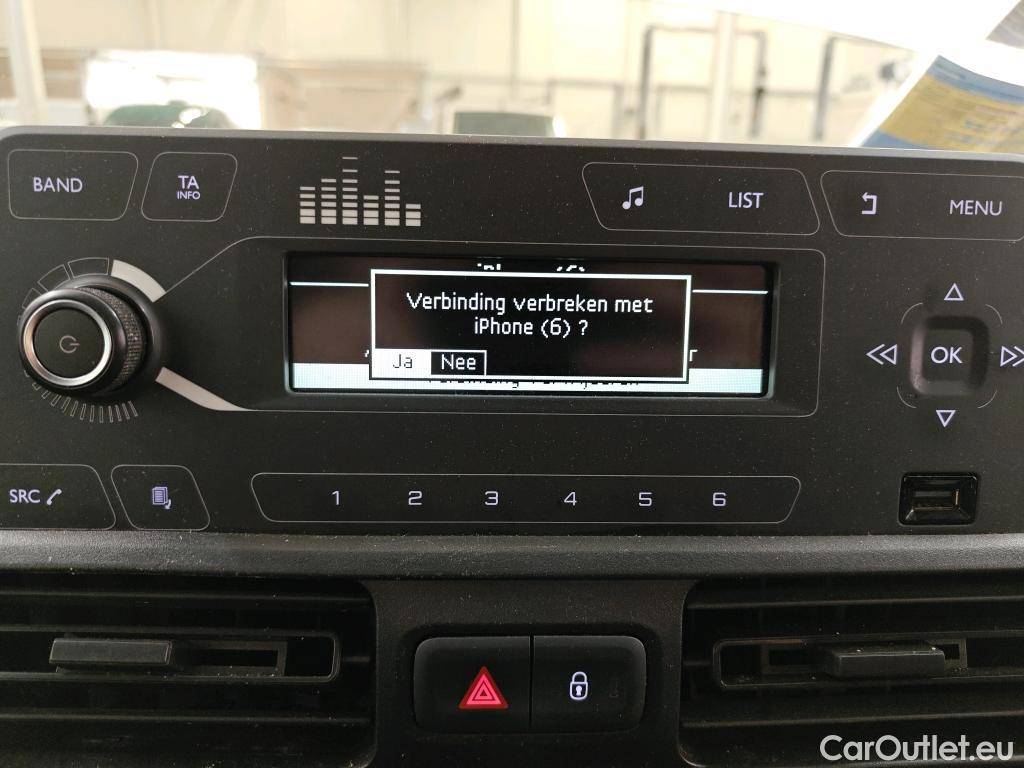 BAND
TA
INFO
LIST
MENU
Verbinding verbreken met
iPhone (6) ?
Ja Nee
OK
SRC
1 2 3 4 5 6
CarOutlet.eu